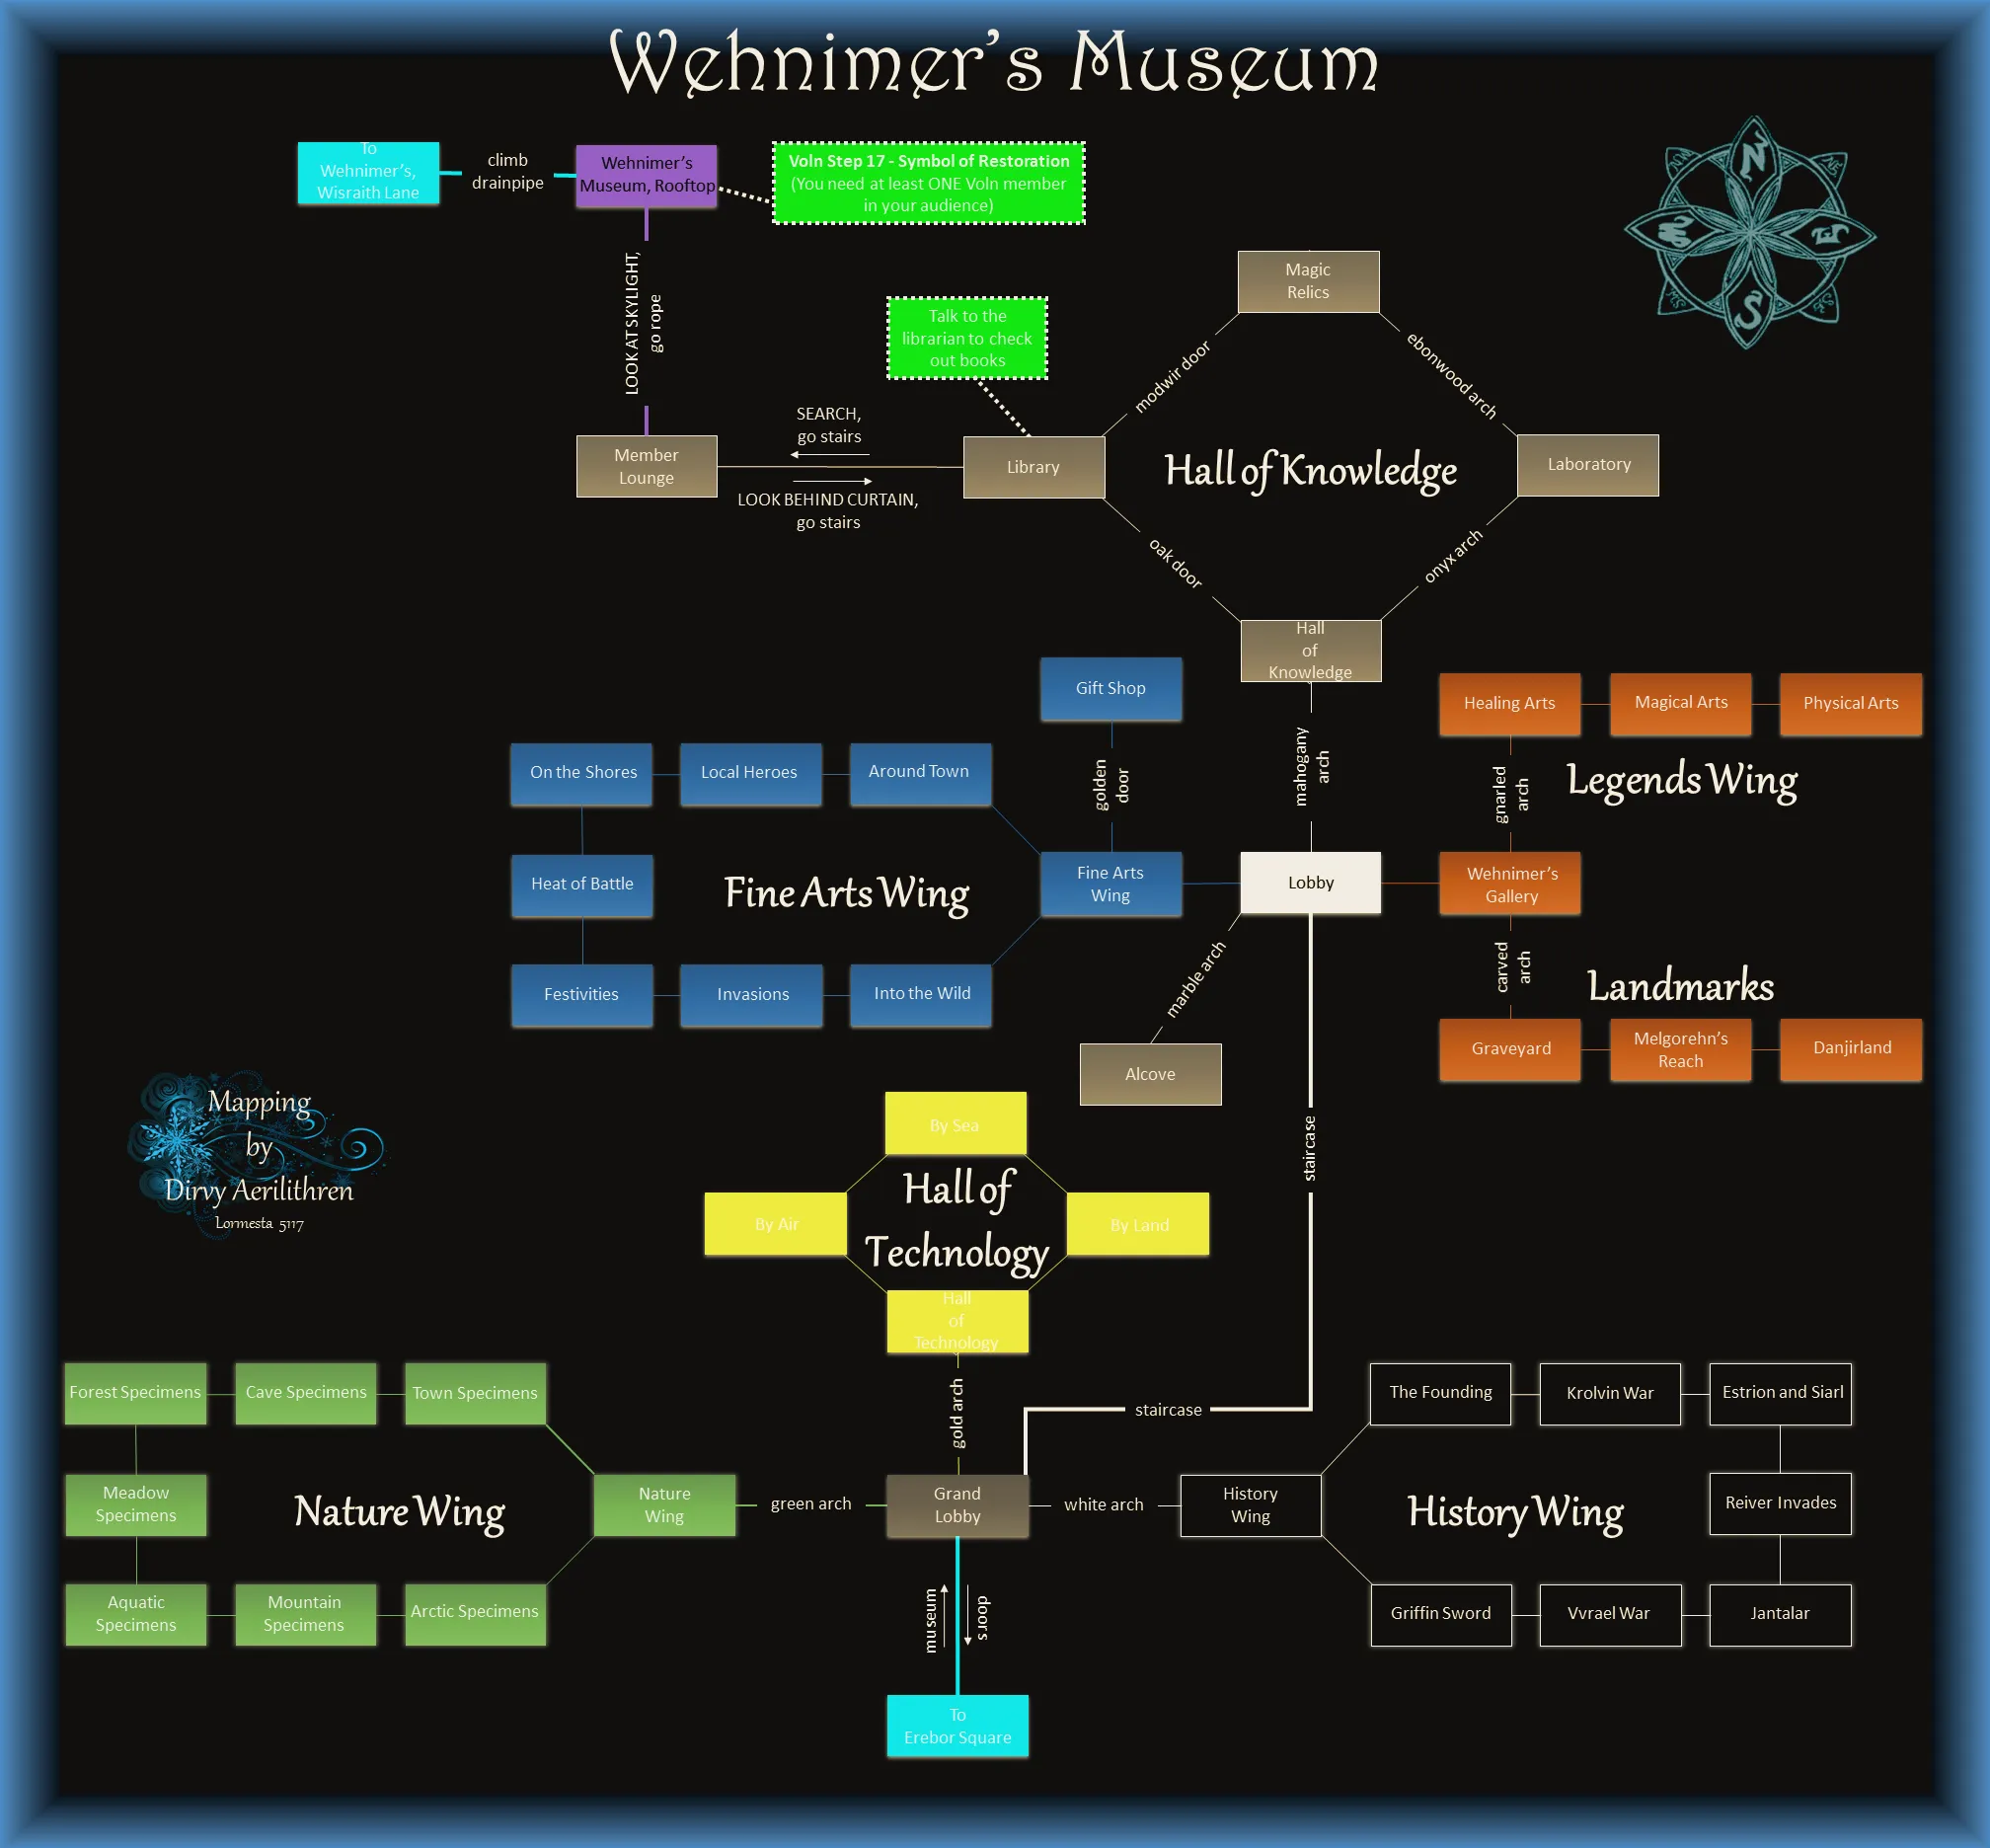 Wehnimer's Museum
To
Wehnimer's,
Wisraith Lane
climb
drainpipe
Wehnimer's
Museum, Rooftop
Voln Step 17 - Symbol of Restoration
(You need at least ONE Voln member
in your audience)
N
E
S
W
NE
SE
SW
NW
LOOK AT SKYLIGHT,
go rope
Talk to the
librarian to check
out books
Magic
Relics
modwir door
ebonwood arch
SEARCH,
go stairs
Member
Lounge
Library
Hall of Knowledge
Laboratory
LOOK BEHIND CURTAIN,
go stairs
oak door
onyx arch
Hall
of
Knowledge
Gift Shop
golden
door
mahogany
arch
Healing Arts
Magical Arts
Physical Arts
gnarled
arch
Legends Wing
On the Shores
Local Heroes
Around Town
Heat of Battle
Fine Arts Wing
Fine Arts
Wing
Lobby
Wehnimer's
Gallery
marble arch
carved
arch
Landmarks
Festivities
Invasions
Into the Wild
Graveyard
Melgorehn's
Reach
Danjirland
Alcove
Mapping
by
Dirvy Aerilithren
Lormesta 5117
By Sea
staircase
Hall of
Technology
By Air
By Land
Hall
of
Technology
gold arch
staircase
Forest Specimens
Cave Specimens
Town Specimens
The Founding
Krolvin War
Estrion and Siarl
Meadow
Specimens
Nature Wing
Nature
Wing
green arch
Grand
Lobby
white arch
History
Wing
History Wing
Reiver Invades
Aquatic
Specimens
Mountain
Specimens
Arctic Specimens
museum
doors
Griffin Sword
Vvrael War
Jantalar
To
Erebor Square